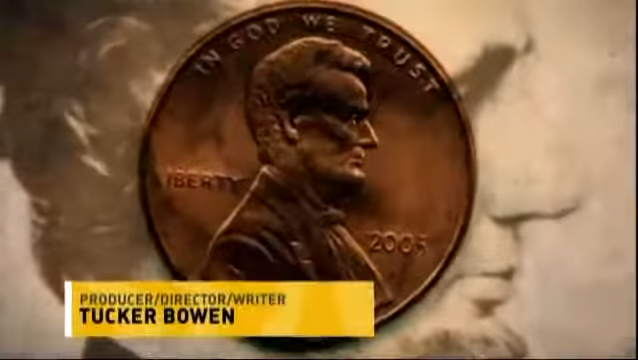 IN GOD WE TRUST
LIBERTY
2005
PRODUCER/DIRECTOR/WRITER
TUCKER BOWEN